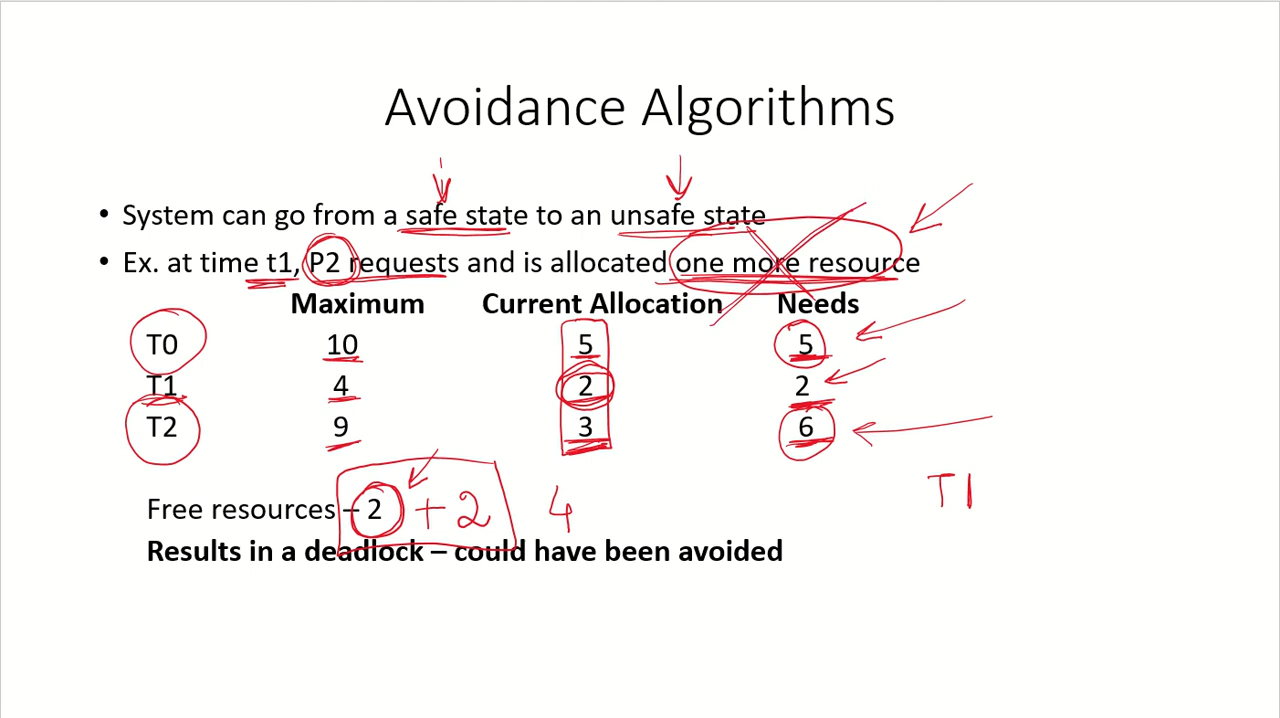 Avoidance Algorithms
• System can go from a safe state to an unsafe state
• Ex. at time t1, P2 requests and is allocated one more resource
Maximum Current Allocation Needs
T0 10 5 5
T1 4 2 2
T2 9 3 6
T1
Free resources – 2 + 2 4
Results in a deadlock – could have been avoided